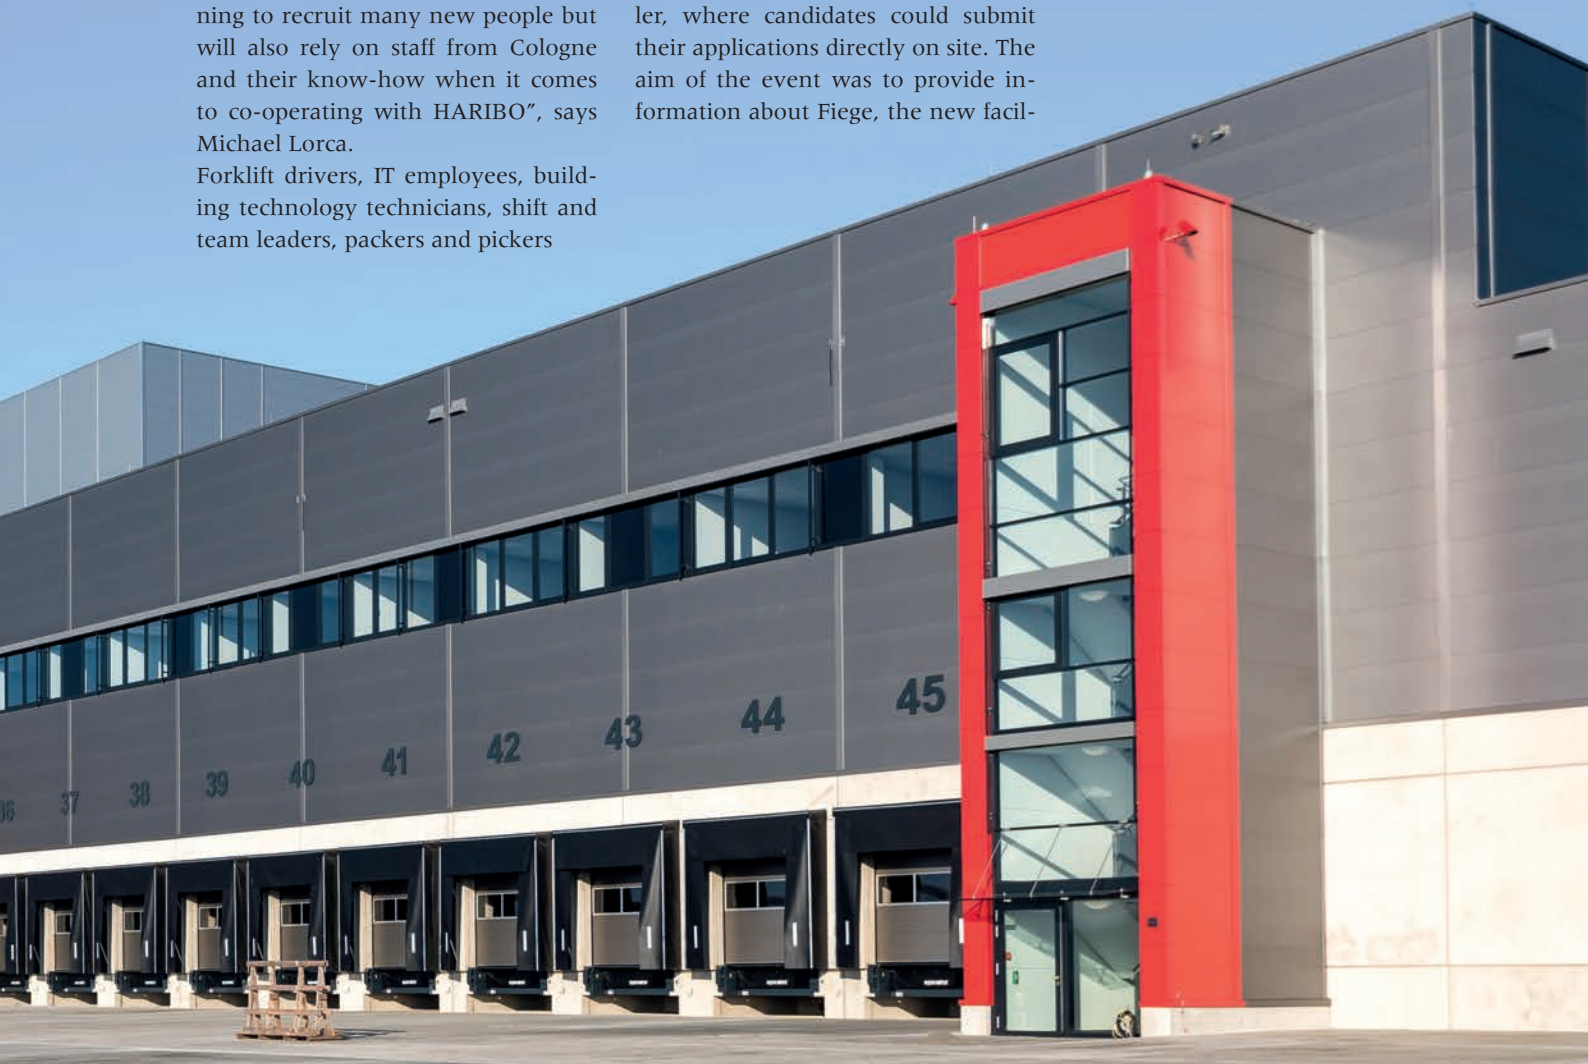 ning to recruit many new people but
will also rely on staff from Cologne
and their know-how when it comes
to co-operating with HARIBO”, says
Michael Lorca.
Forklift drivers, IT employees, build-
ing technology technicians, shift and
team leaders, packers and pickers
ler, where candidates could submit
their applications directly on site. The
aim of the event was to provide in-
formation about Fiege, the new facil-
36
37
38
39
40
41
42
43
44
45